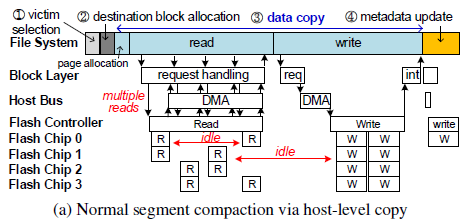 ① victim selection
② destination block allocation
③ data copy
④ metadata update
File System
page allocation
read
write
Block Layer
request handling
req
int
Host Bus
multiple reads
DMA
DMA
Flash Controller
Read
Write
write
Flash Chip 0
R
idle
R
W
W
W
Flash Chip 1
R
R
idle
W
W
Flash Chip 2
R
R
W
W
Flash Chip 3
R
R
W
W
(a) Normal segment compaction via host-level copy